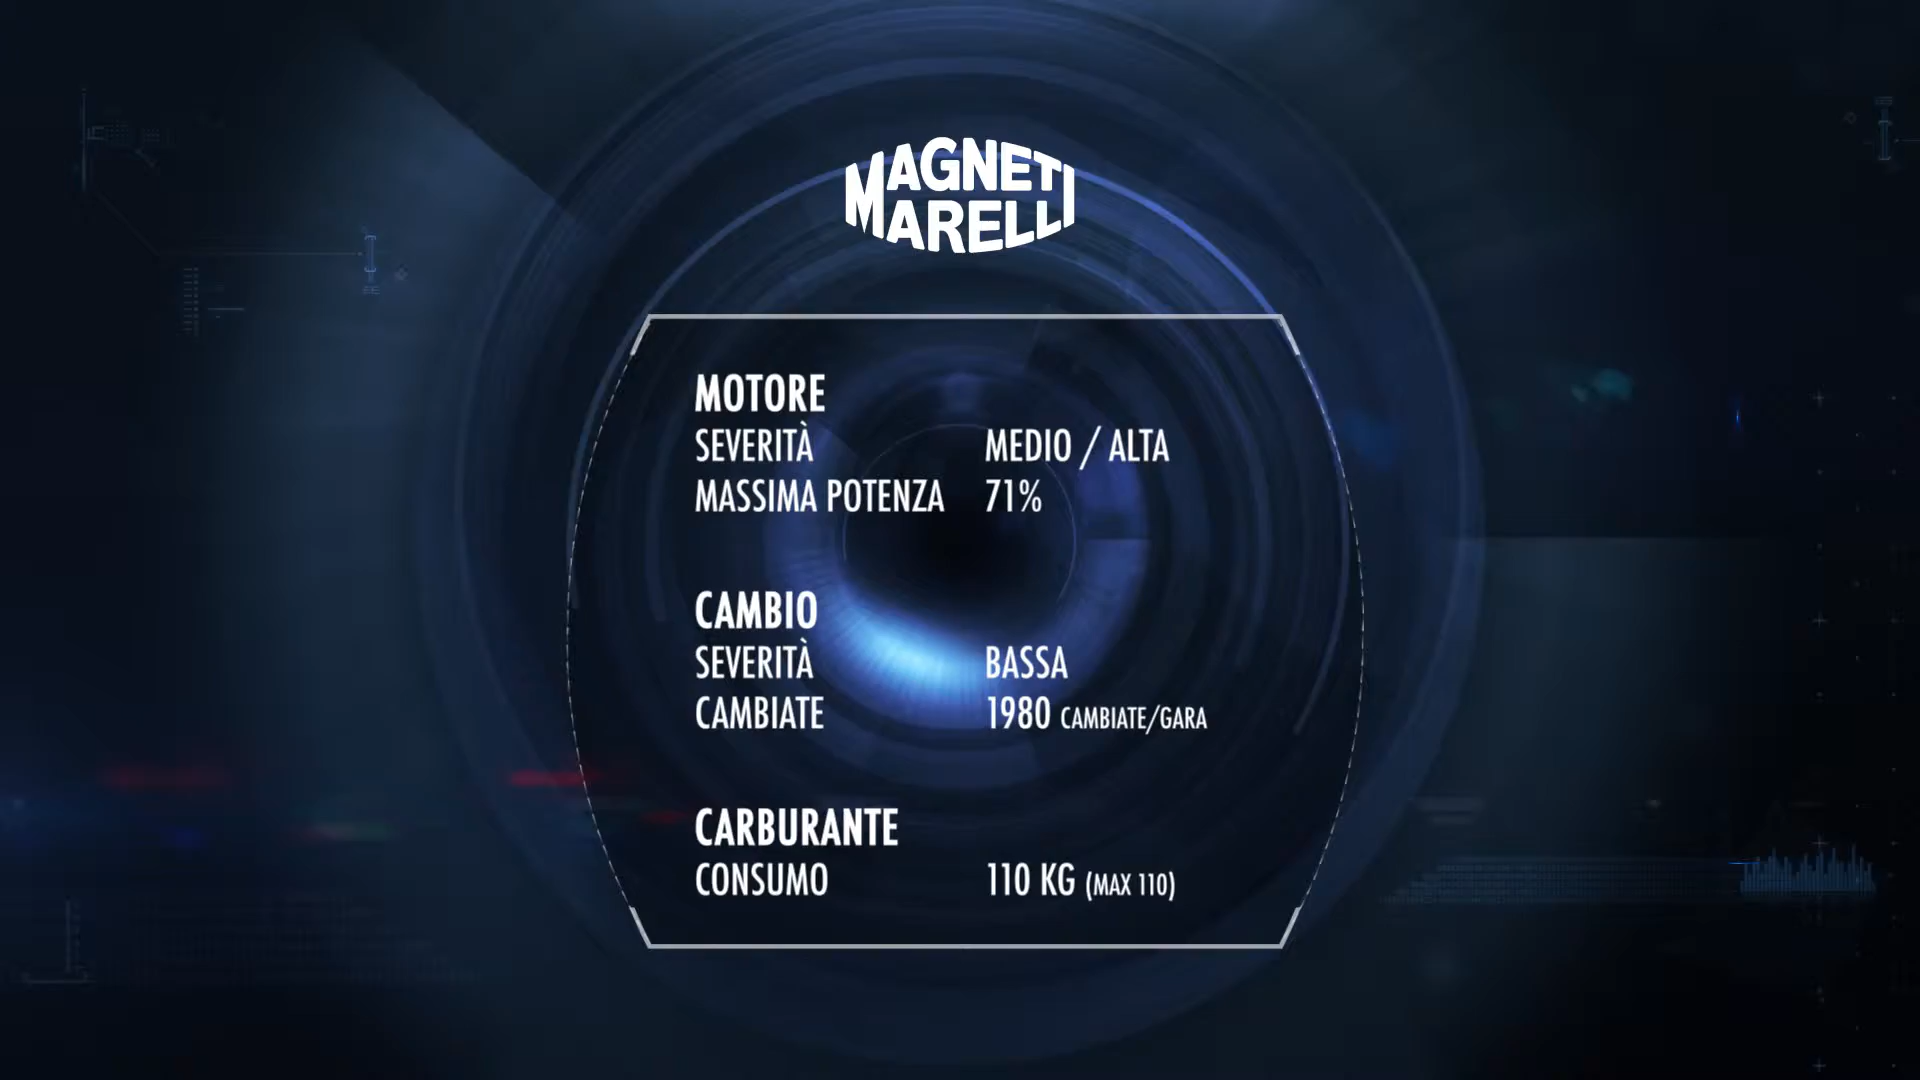 MAGNETI
MARELLI
MOTORE
SEVERITÀ MEDIO / ALTA
MASSIMA POTENZA 71%
CAMBIO
SEVERITÀ BASSA
CAMBIATE 1980 CAMBIATE/GARA
CARBURANTE
CONSUMO 110 KG (MAX 110)